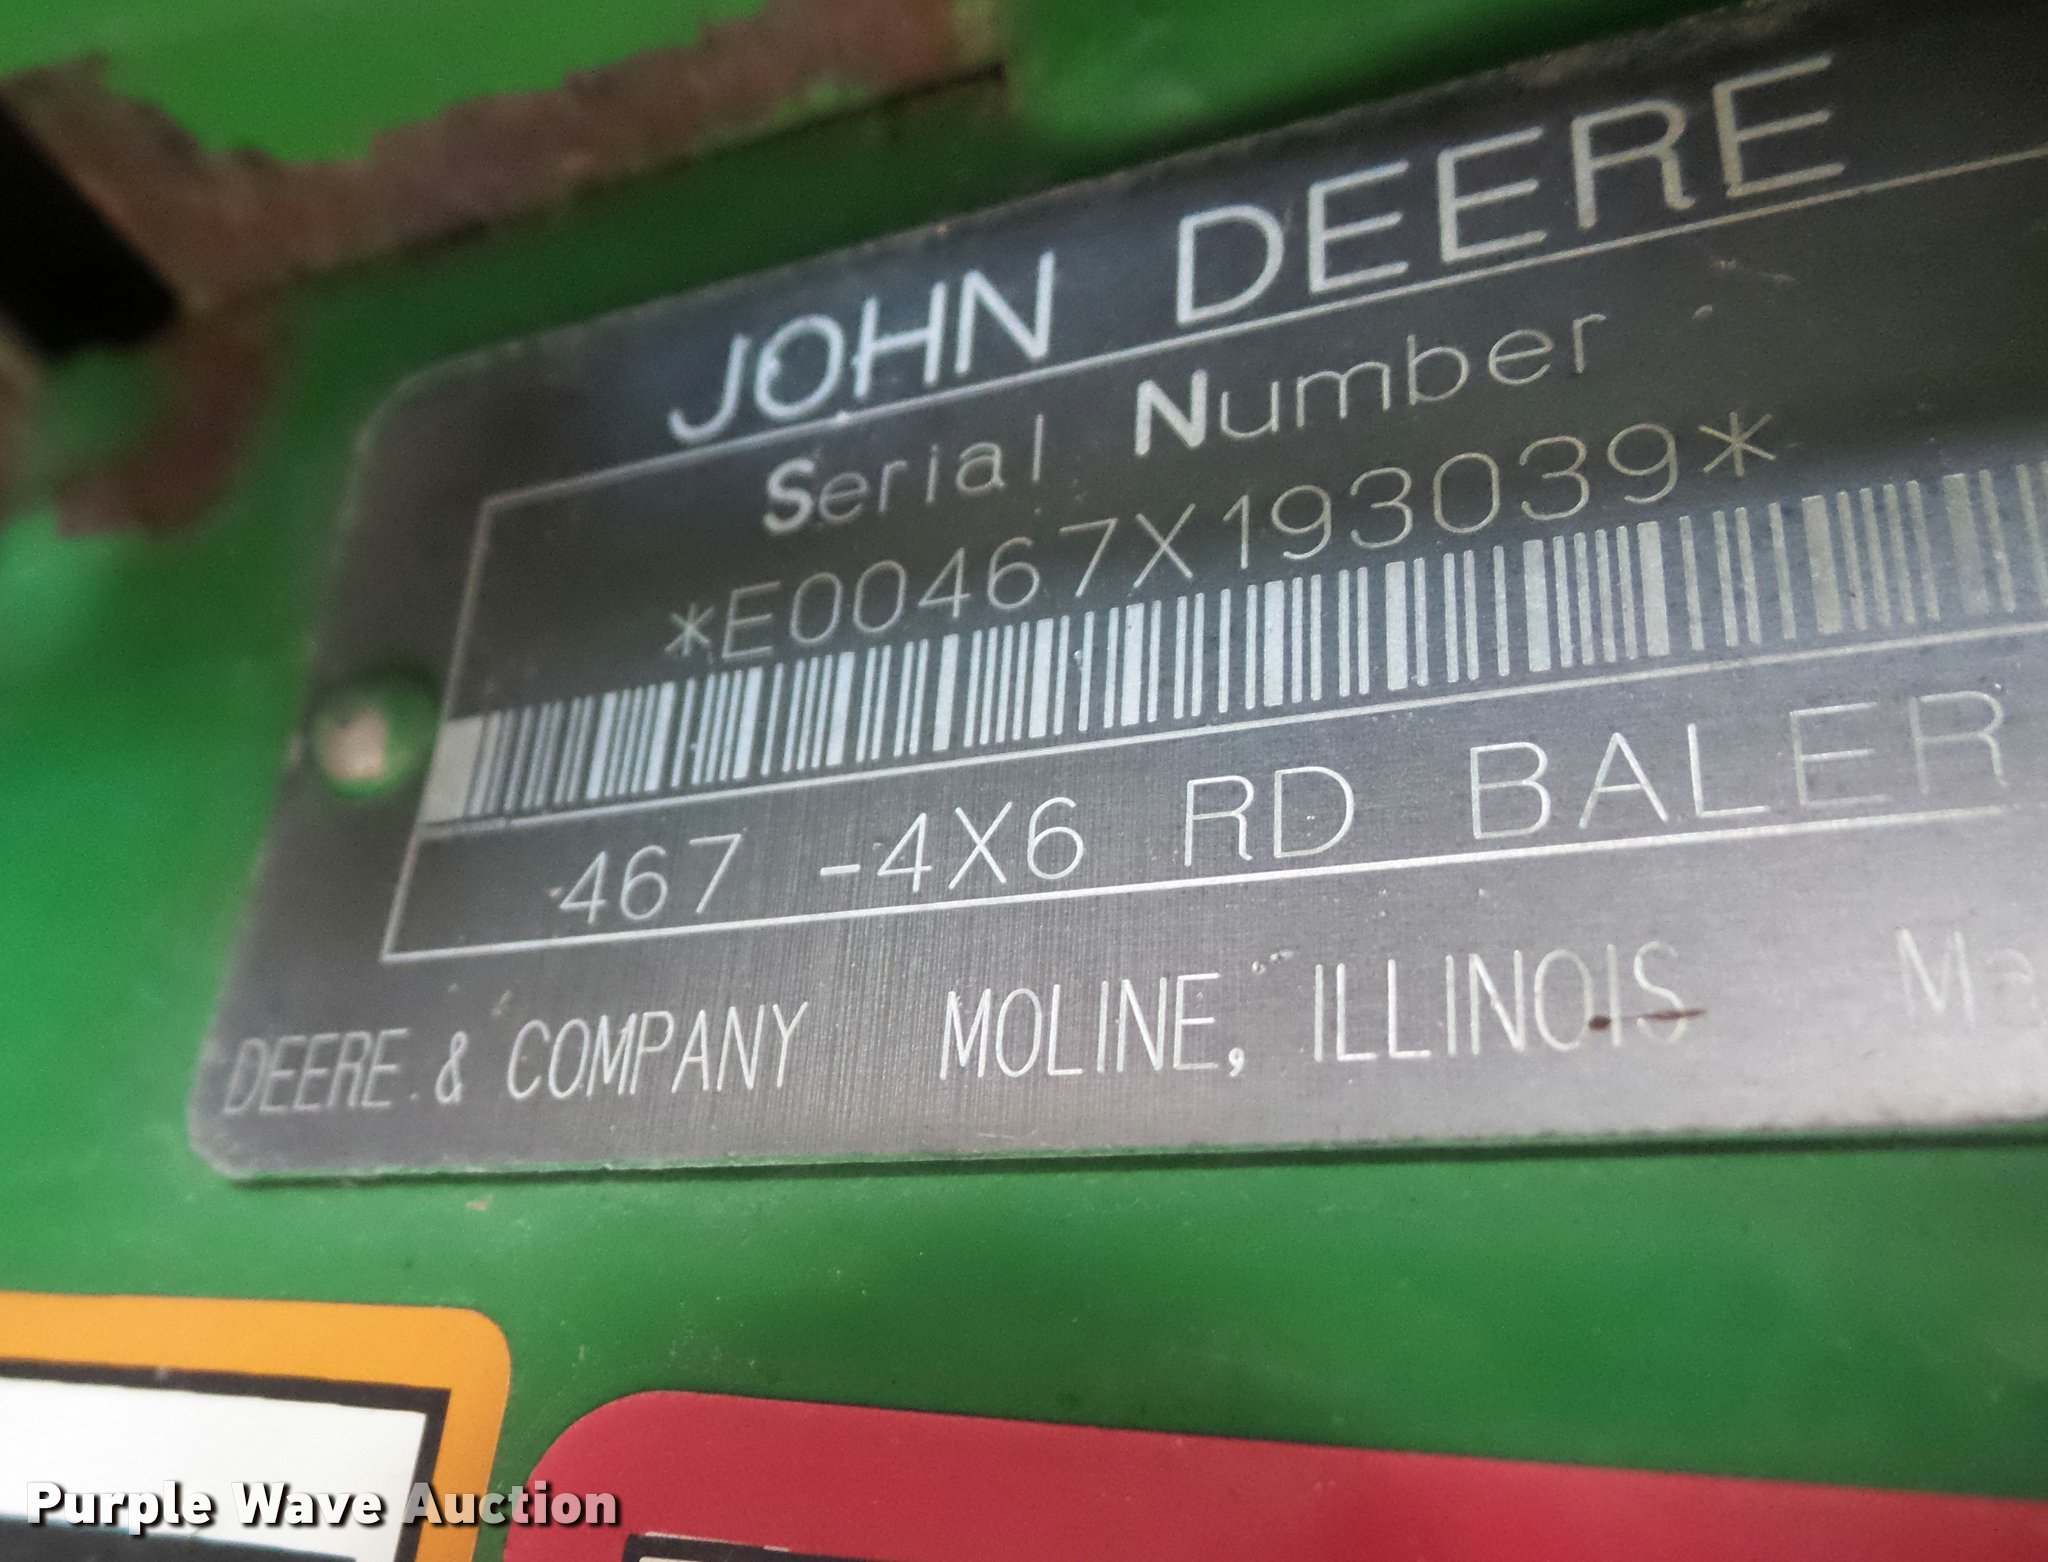 JOHN DEERE
Serial Number
*E00467X193039*
467 -4X6 RD BALER
DEERE & COMPANY MOLINE, ILLINOIS
Purple Wave Auction